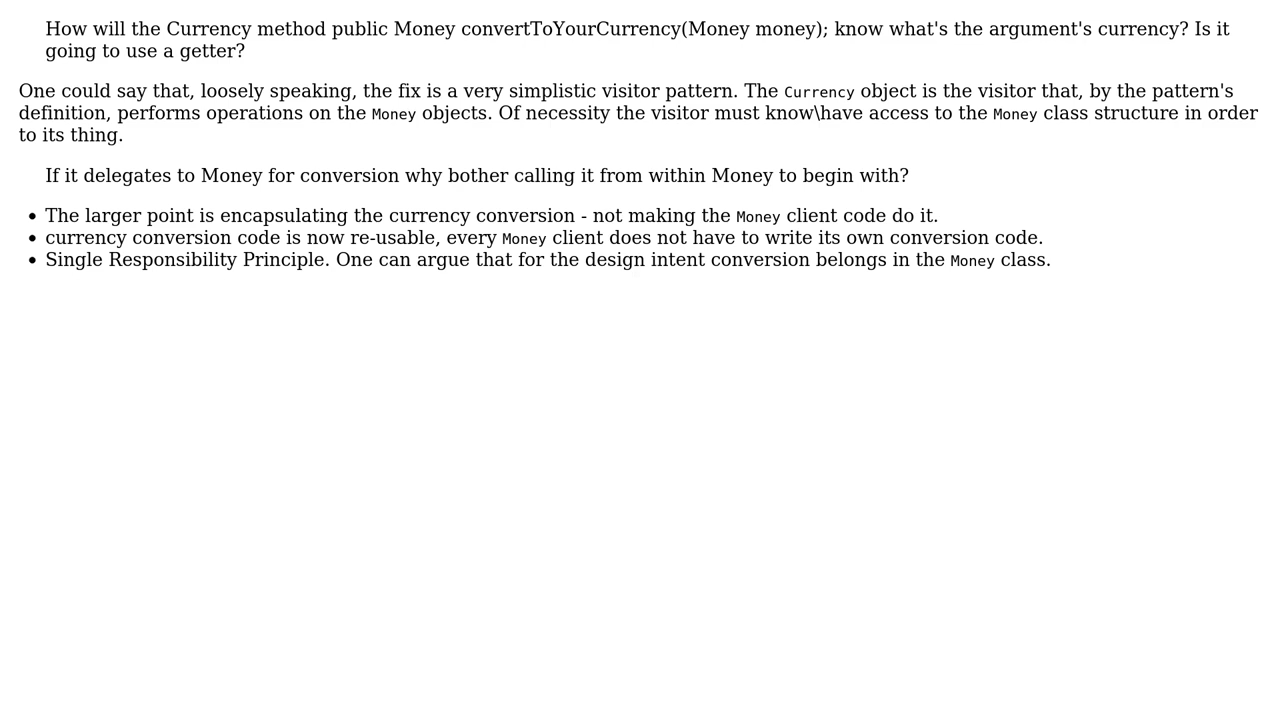 How will the Currency method public Money convertToYourCurrency(Money money); know what's the argument's currency? Is it
going to use a getter?
One could say that, loosely speaking, the fix is a very simplistic visitor pattern. The Currency object is the visitor that, by the pattern's
definition, performs operations on the Money objects. Of necessity the visitor must know\have access to the Money class structure in order
to its thing.
If it delegates to Money for conversion why bother calling it from within Money to begin with?
• The larger point is encapsulating the currency conversion - not making the Money client code do it.
• currency conversion code is now re-usable, every Money client does not have to write its own conversion code.
• Single Responsibility Principle. One can argue that for the design intent conversion belongs in the Money class.